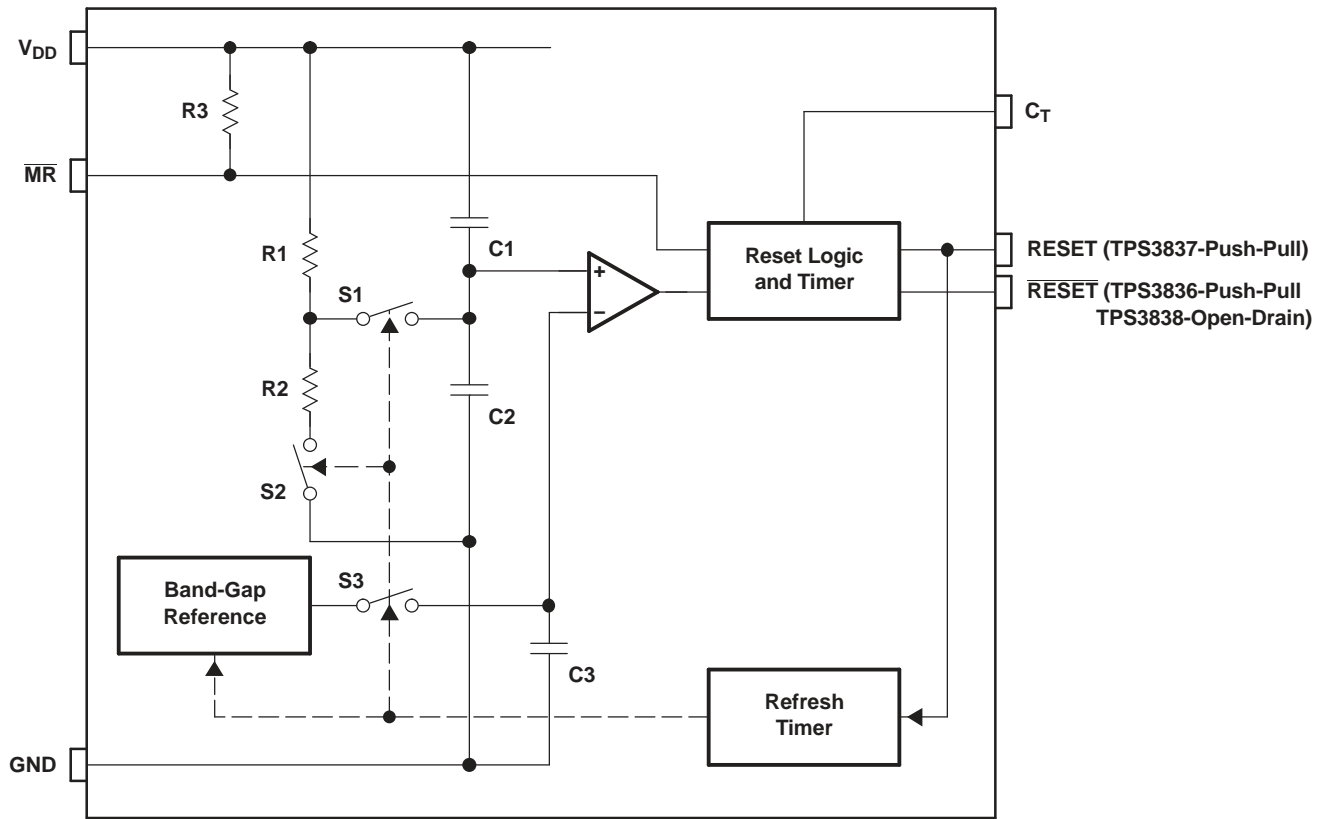 VDD
R3
CT
MR
R1
C1
Reset Logic
and Timer
RESET (TPS3837-Push-Pull)
S1
+
−
RESET (TPS3836-Push-Pull
TPS3838-Open-Drain)
R2
C2
S2
Band-Gap
Reference
S3
C3
Refresh
Timer
GND